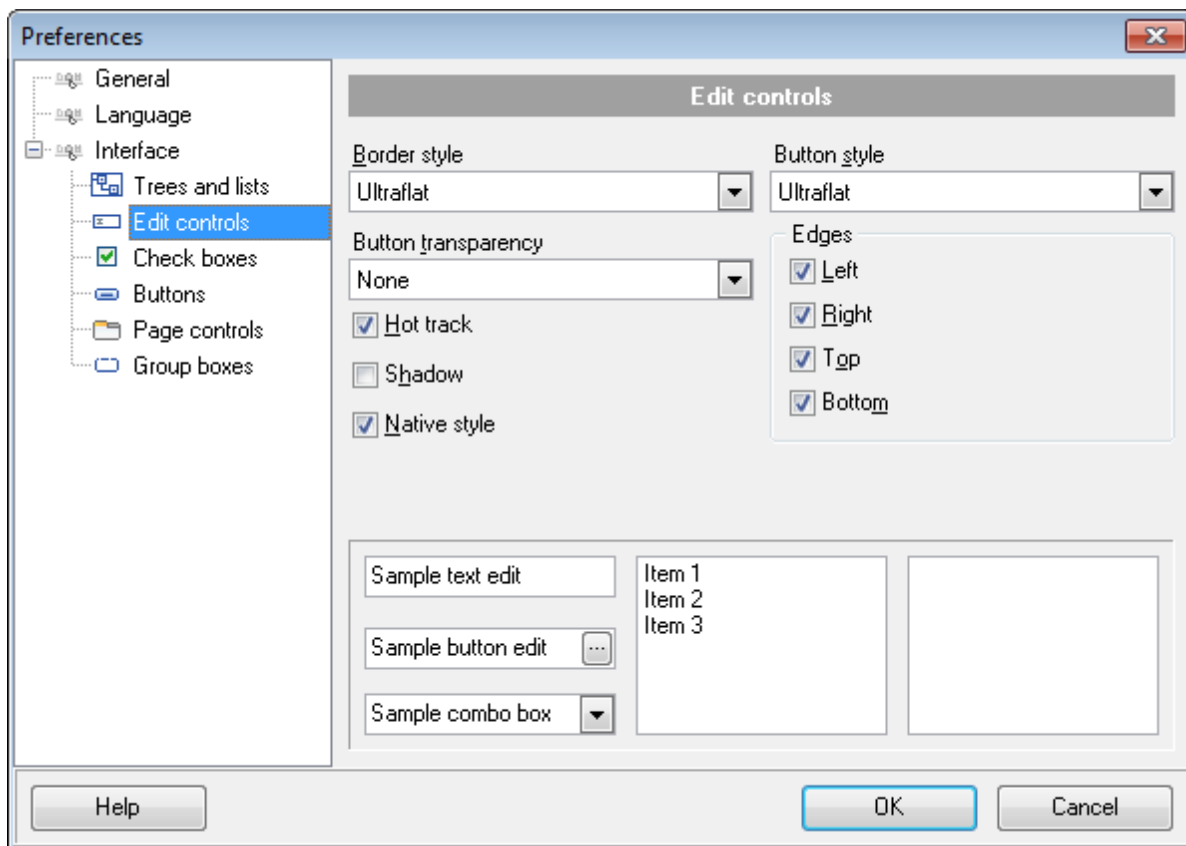 Preferences
General
Language
Interface
Trees and lists
Edit controls
Check boxes
Buttons
Page controls
Group boxes
Edit controls
Border style
Ultraflat
Button style
Ultraflat
Button transparency
None
Hot track
Shadow
Native style
Edges
Left
Right
Top
Bottom
Sample text edit
Sample button edit
...
Sample combo box
Item 1
Item 2
Item 3
Help
OK
Cancel